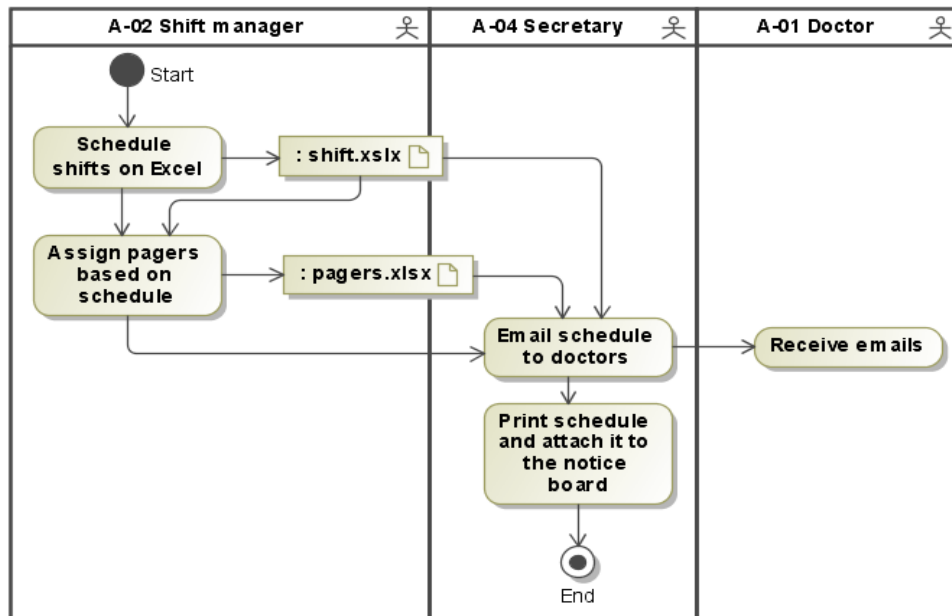 A-02 Shift manager
A-04 Secretary
A-01 Doctor
Start
Schedule
shifts on Excel
: shift.xslx
Assign pagers
based on
schedule
: pagers.xlsx
Email schedule
to doctors
Receive emails
Print schedule
and attach it to
the notice
board
End